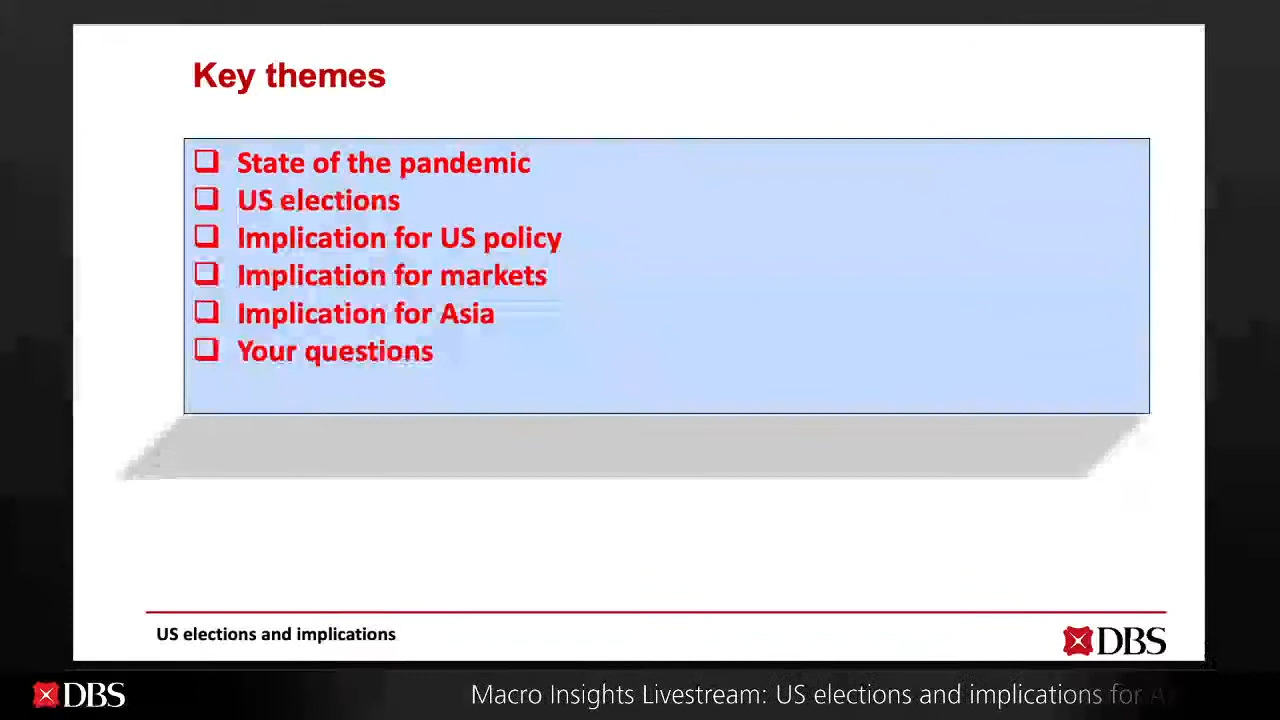 Key themes
State of the pandemic
US elections
Implication for US policy
Implication for markets
Implication for Asia
Your questions
US elections and implications
DBS
DBS
Macro Insights Livestream: US elections and implications for